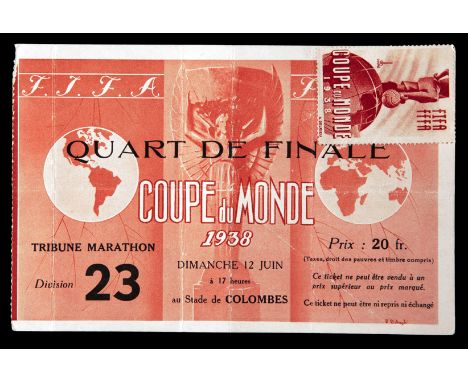 F.I.F.A
COUPE DU MONDE
1938
FIFA
FIFA
QUART DE FINALE
COUPE du MONDE
1938
TRIBUNE MARATHON
Division 23
DIMANCHE 12 JUIN
à 17 heures
au Stade de COLOMBES
Prix : 20 fr.
(Taxes, droit des pauvres et timbre compris)
Ce ticket ne peut être vendu à un
prix supérieur au prix marqué.
Ce ticket ne peut être ni repris ni échangé